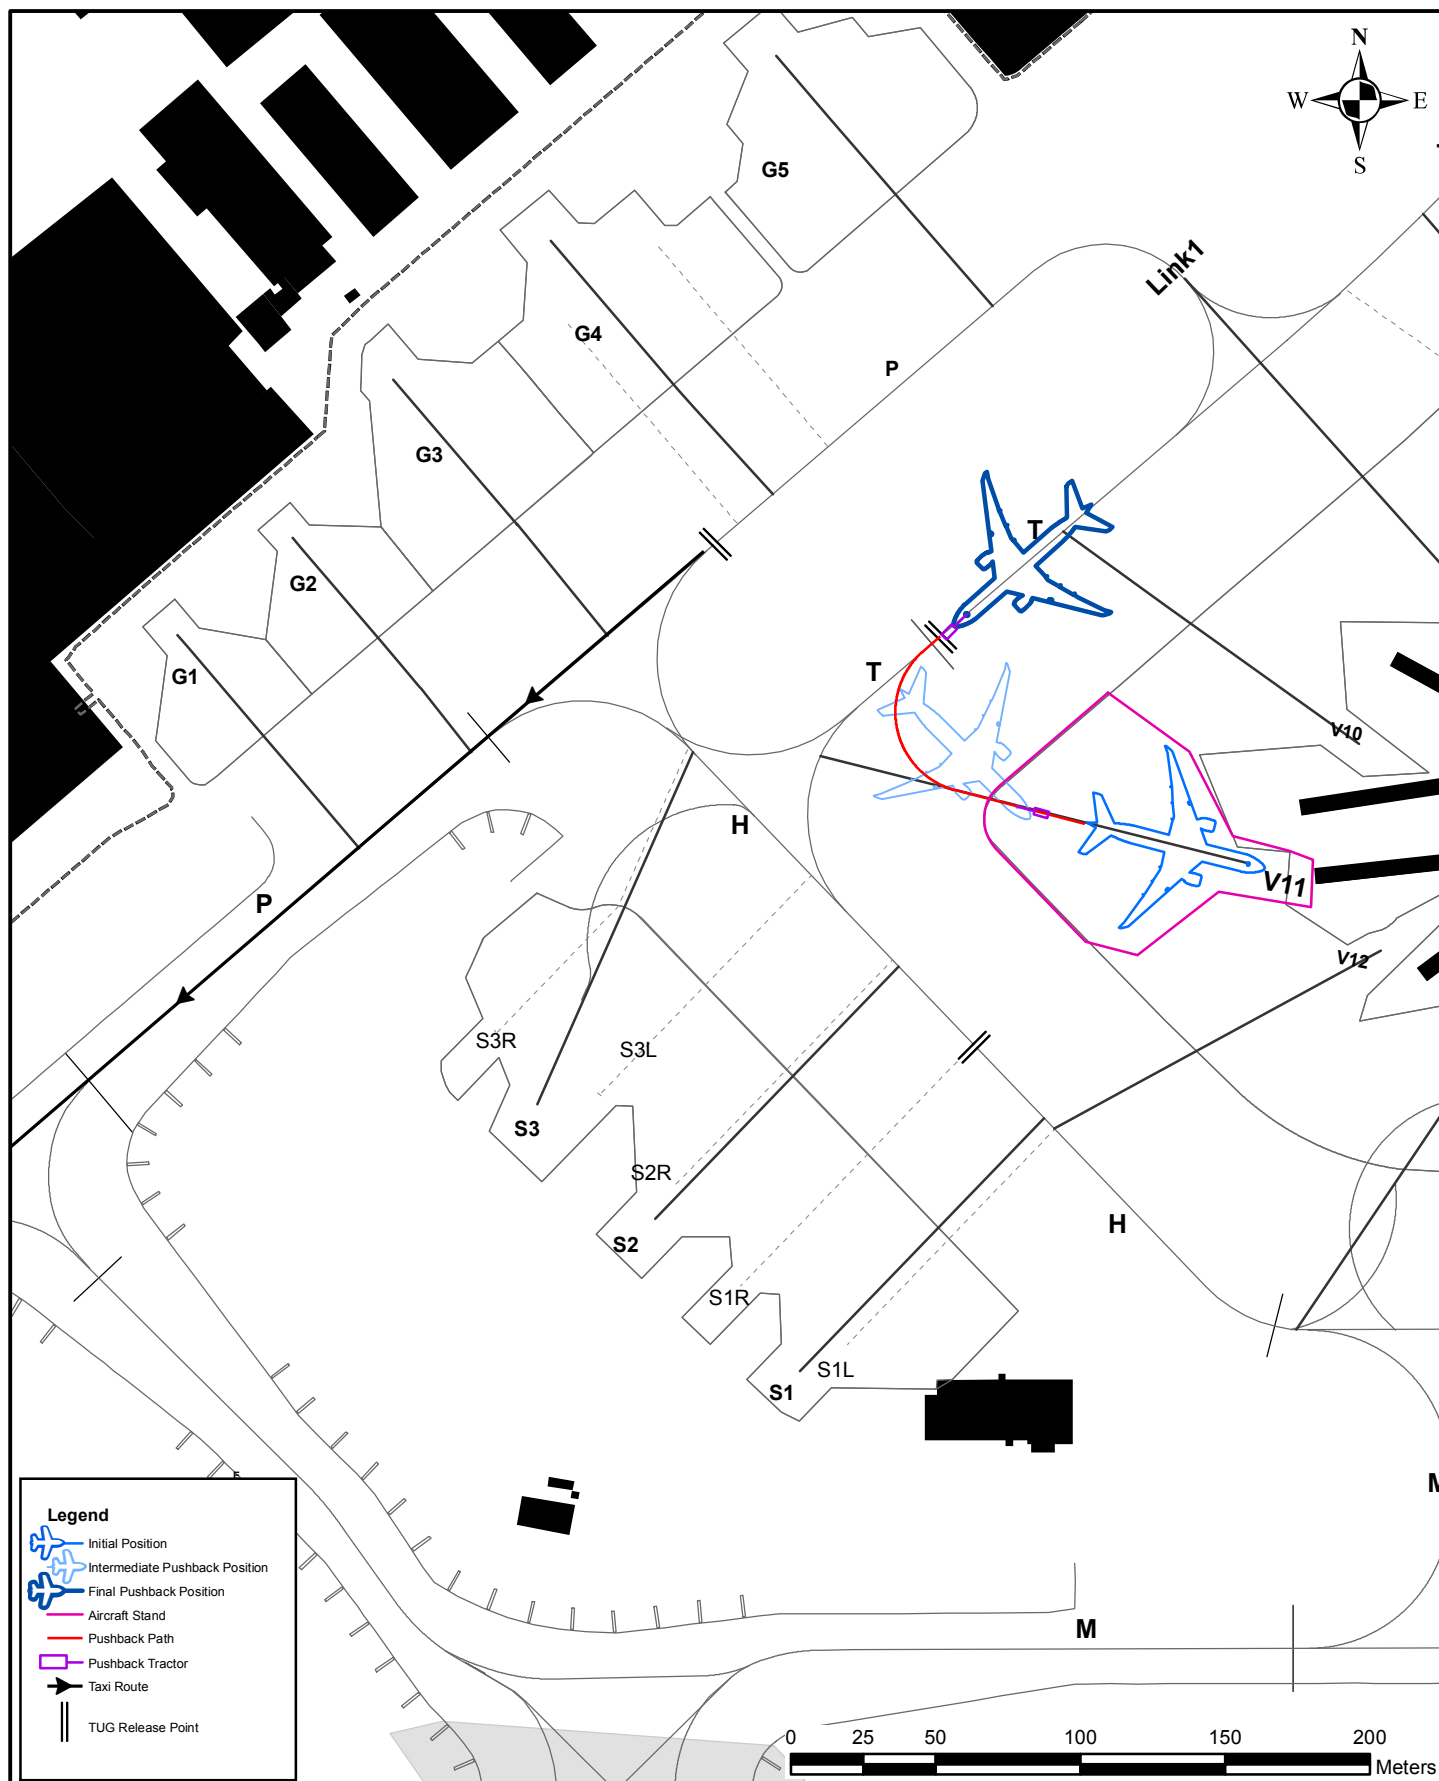 N
W E
S
G5
Link1
G4
P
G3
T
G2
T
G1
V10
H
V11
P
V12
S3R
S3L
S3
S2R
H
S2
S1R
S1L
S1
M
M
Legend
Initial Position
Intermediate Pushback Position
Final Pushback Position
Aircraft Stand
Pushback Path
Pushback Tractor
Taxi Route
TUG Release Point
0 25 50 100 150 200
Meters